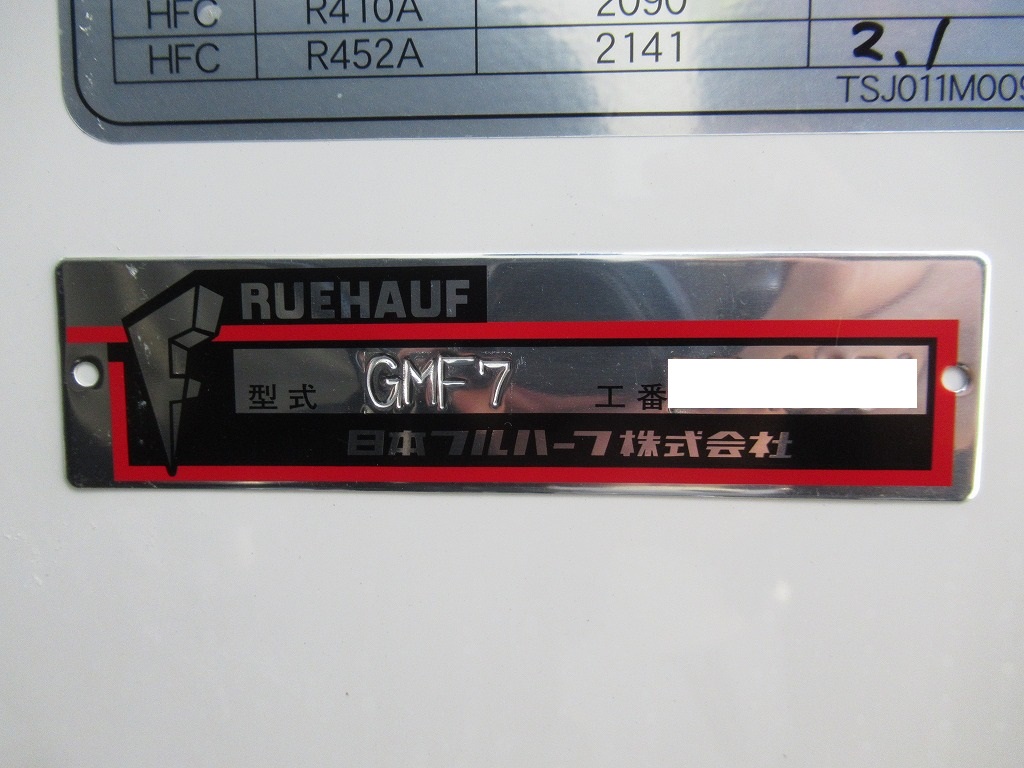 HFC R410A 2090
HFC R452A 2141 2.1
TSJ011M009
RUEHAUF
型式 GMF7 工番
日本フルハーフ株式会社